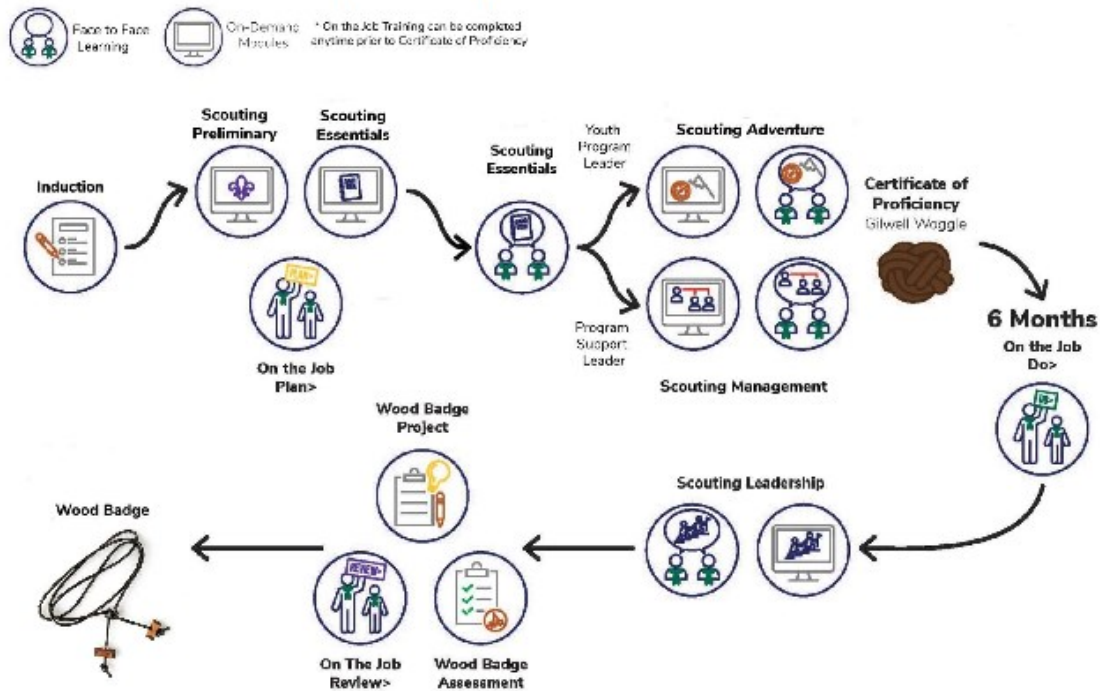 Face to Face
Learning
On-Demand
Modules
* On the Job Training can be completed
anytime prior to Certificate of Proficiency
Induction
Scouting
Preliminary
Scouting
Essentials
On the Job
Plan>
PLAN>
Scouting
Essentials
Youth
Program
Leader
Scouting Adventure
Program
Support
Leader
Scouting Management
Certificate of
Proficiency
Gilwell Woggle
6 Months
On the Job
Do>
DO>
Scouting Leadership
Wood Badge
Project
REVIEW>
On The Job
Review>
Wood Badge
Assessment
Wood Badge